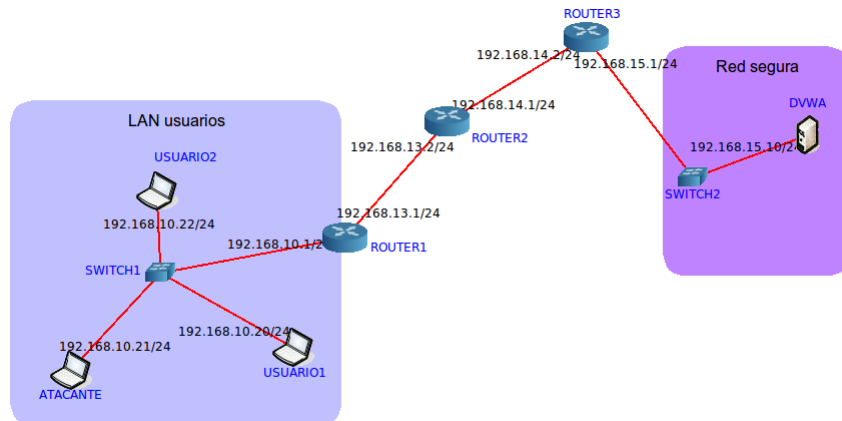 ROUTER3
192.168.14.2/24
192.168.15.1/24
Red segura
DVWA
192.168.14.1/24
LAN usuarios
ROUTER2
192.168.13.2/24
192.168.15.10/24
USUARIO2
SWITCH2
192.168.13.1/24
192.168.10.22/24
192.168.10.1/2
ROUTER1
SWITCH1
192.168.10.20/24
192.168.10.21/24
USUARIO1
ATACANTE